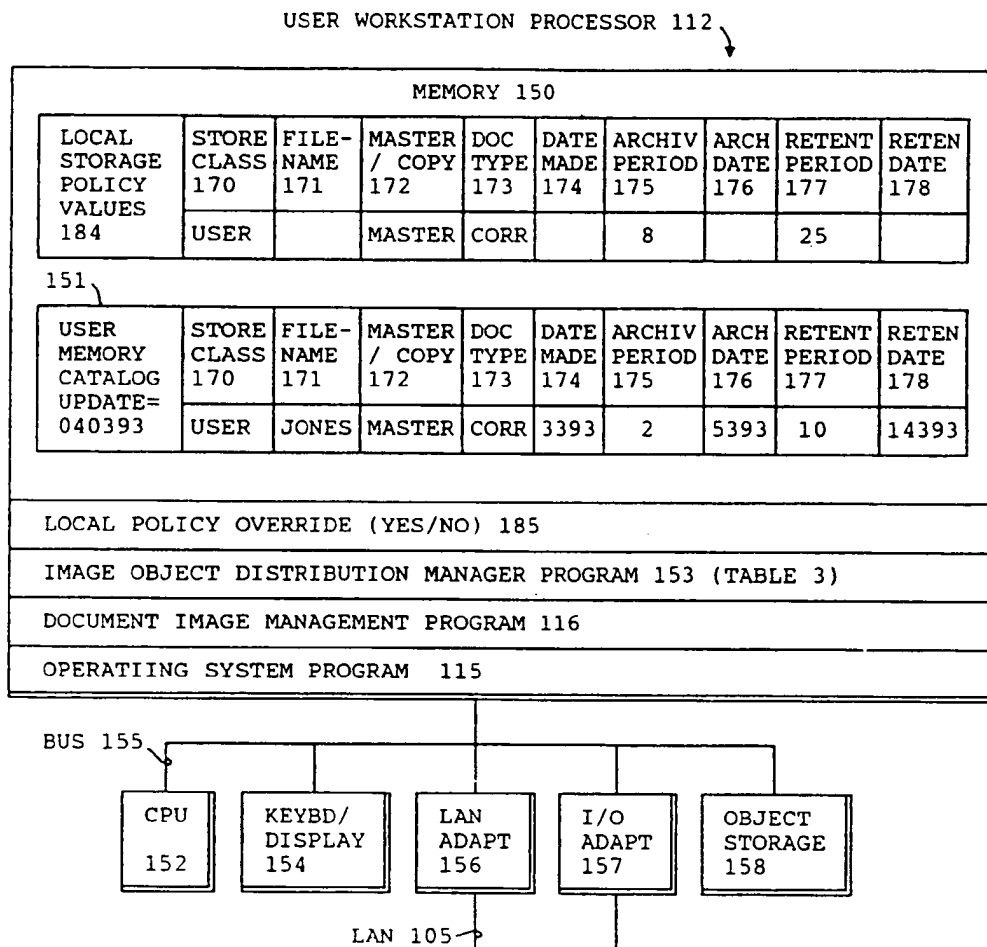 USER WORKSTATION PROCESSOR 112
MEMORY 150
LOCAL STORAGE POLICY VALUES 184
STORE CLASS 170
FILE-NAME 171
MASTER / COPY 172
DOC TYPE 173
DATE MADE 174
ARCHIV PERIOD 175
ARCH DATE 176
RETENT PERIOD 177
RETEN DATE 178
USER MASTER CORR 8 25
151
USER MEMORY CATALOG UPDATE= 040393
STORE CLASS 170
FILE-NAME 171
MASTER / COPY 172
DOC TYPE 173
DATE MADE 174
ARCHIV PERIOD 175
ARCH DATE 176
RETENT PERIOD 177
RETEN DATE 178
USER JONES MASTER CORR 3393 2 5393 10 14393
LOCAL POLICY OVERRIDE (YES/NO) 185
IMAGE OBJECT DISTRIBUTION MANAGER PROGRAM 153 (TABLE 3)
DOCUMENT IMAGE MANAGEMENT PROGRAM 116
OPERATIING SYSTEM PROGRAM 115
BUS 155
CPU 152
KEYBD/ DISPLAY 154
LAN ADAPT 156
I/O ADAPT 157
OBJECT STORAGE 158
LAN 105